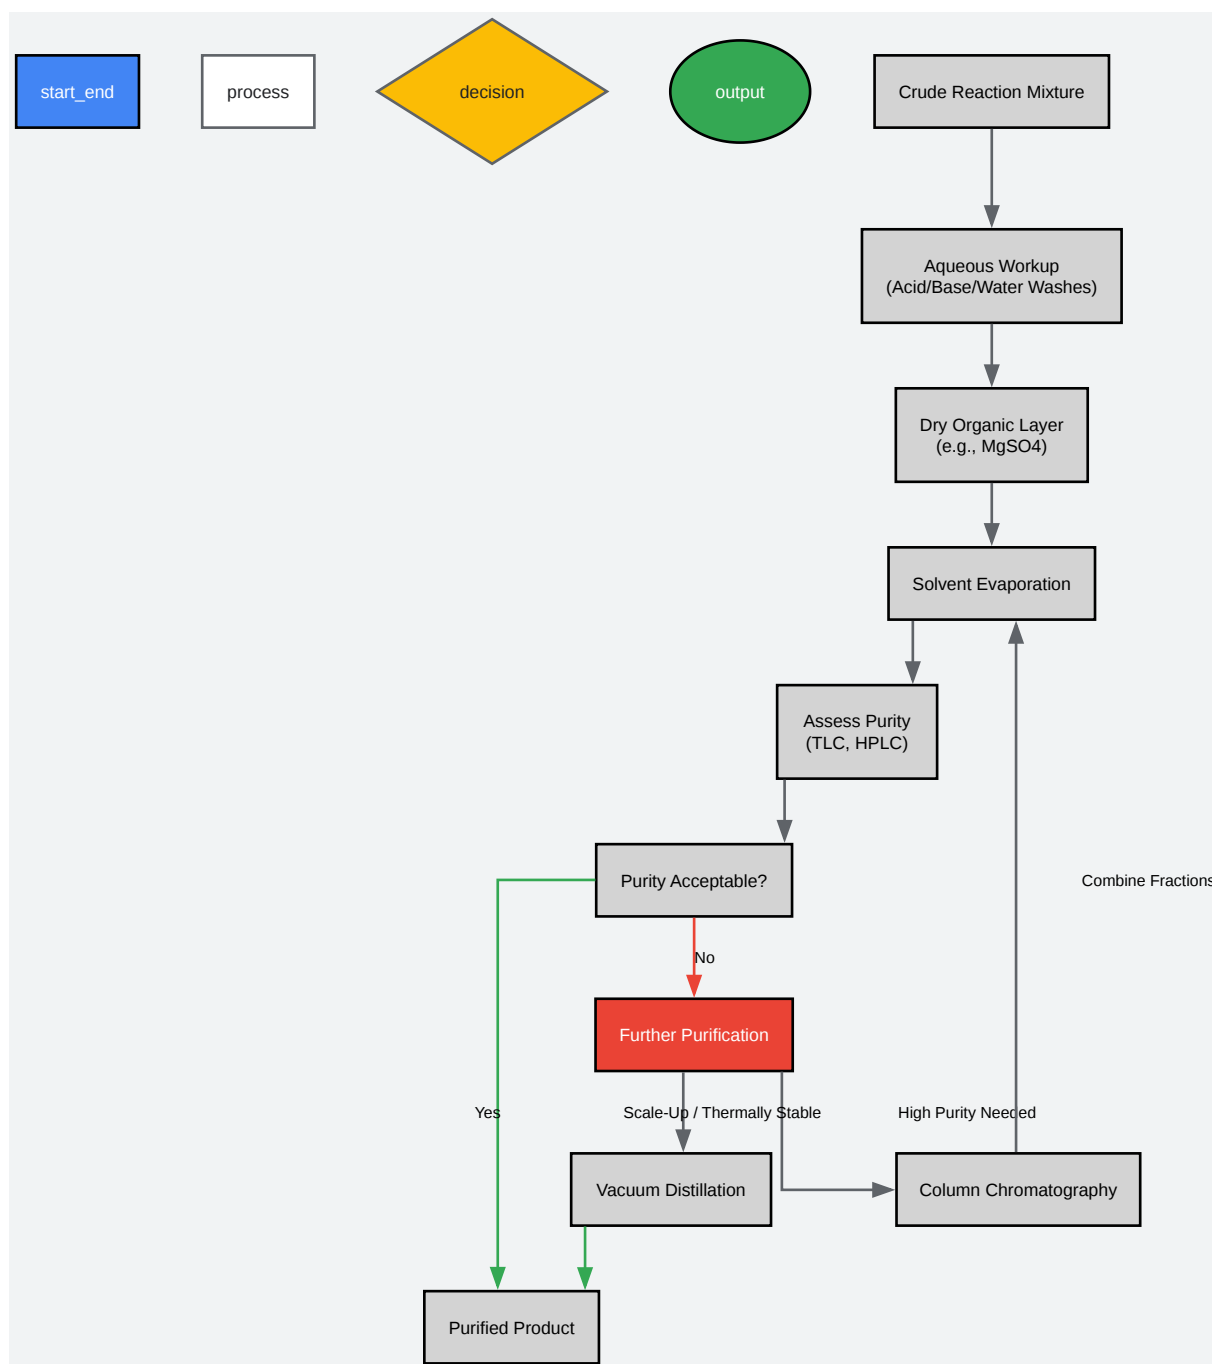 start_end
process
decision
output
Crude Reaction Mixture
Aqueous Workup
(Acid/Base/Water Washes)
Dry Organic Layer
(e.g., MgSO4)
Solvent Evaporation
Assess Purity
(TLC, HPLC)
Purity Acceptable?
Combine Fractions
No
Further Purification
Yes
Scale-Up / Thermally Stable
High Purity Needed
Vacuum Distillation
Column Chromatography
Purified Product